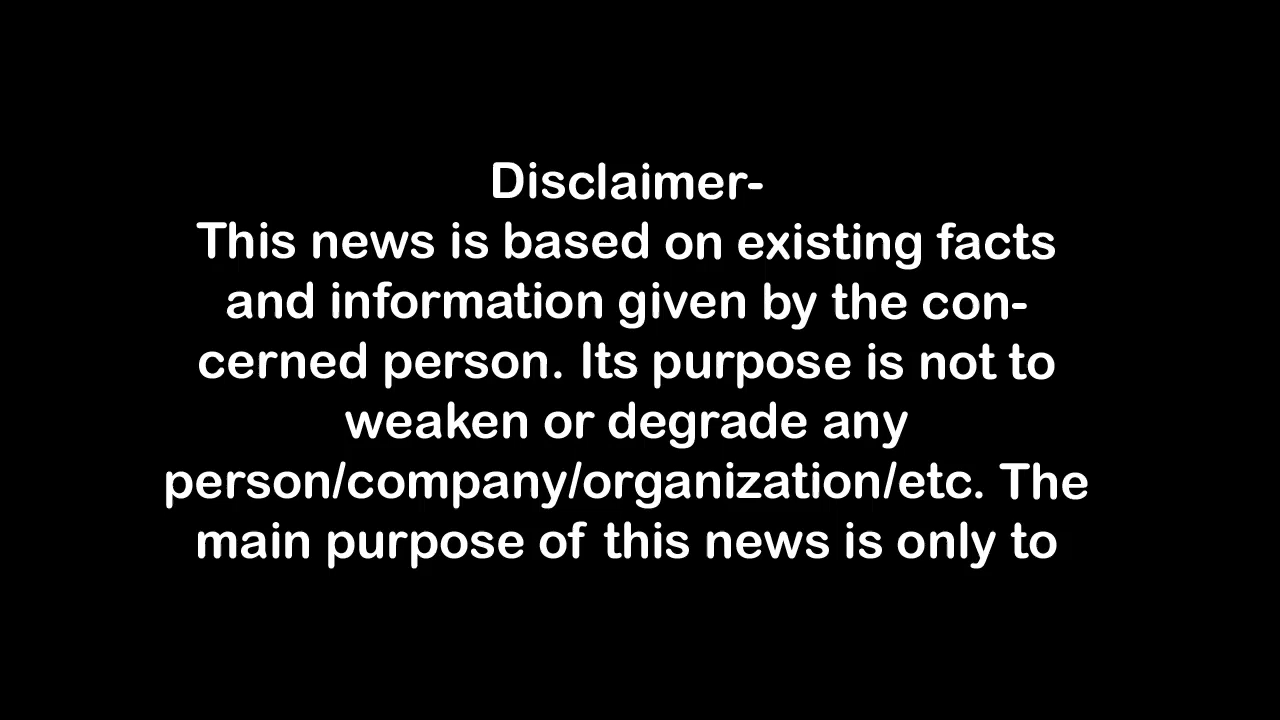 Disclaimer-
This news is based on existing facts
and information given by the con-
cerned person. Its purpose is not to
weaken or degrade any
person/company/organization/etc. The
main purpose of this news is only to